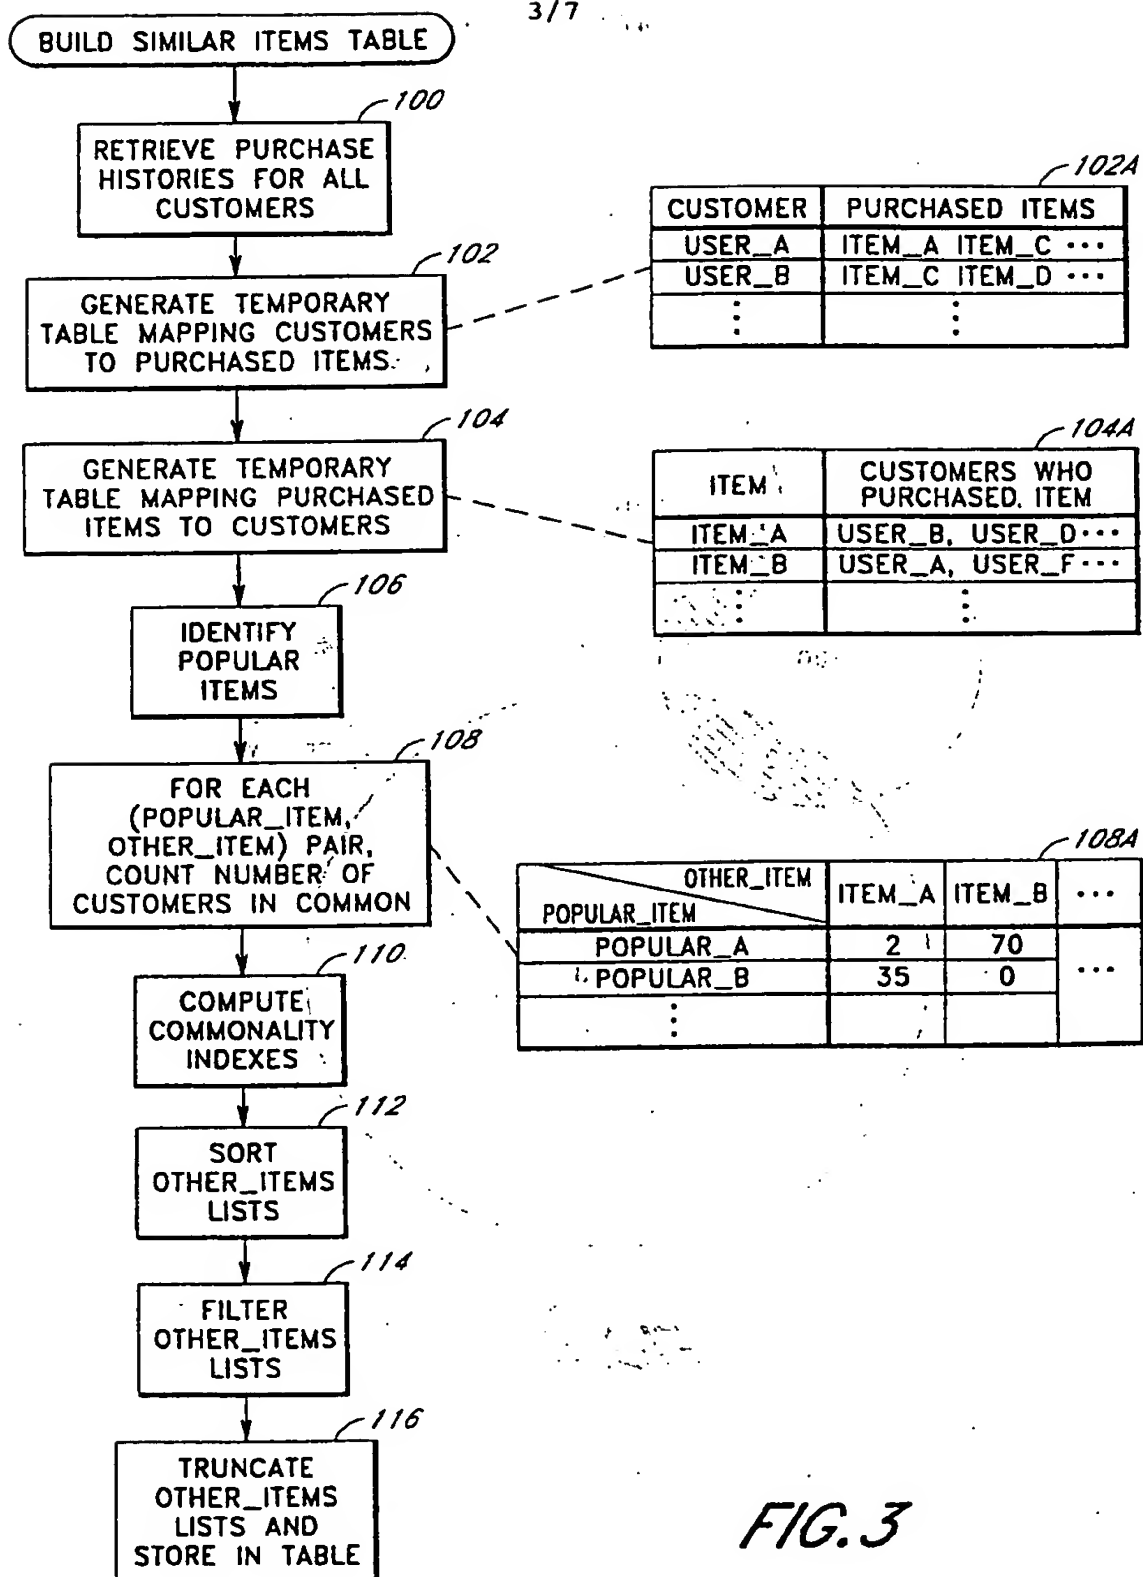 3/7
BUILD SIMILAR ITEMS TABLE
100
RETRIEVE PURCHASE
HISTORIES FOR ALL
CUSTOMERS
102
GENERATE TEMPORARY
TABLE MAPPING CUSTOMERS
TO PURCHASED ITEMS
102A
CUSTOMER PURCHASED ITEMS
USER_A ITEM_A ITEM_C ···
USER_B ITEM_C ITEM_D ···
⋮ ⋮
104
GENERATE TEMPORARY
TABLE MAPPING PURCHASED
ITEMS TO CUSTOMERS
104A
ITEM CUSTOMERS WHO
PURCHASED ITEM
ITEM_A USER_B, USER_D···
ITEM_B USER_A, USER_F···
⋮ ⋮
106
IDENTIFY
POPULAR
ITEMS
108
FOR EACH
(POPULAR_ITEM,
OTHER_ITEM) PAIR,
COUNT NUMBER OF
CUSTOMERS IN COMMON
108A
OTHER_ITEM ITEM_A ITEM_B ···
POPULAR_ITEM
POPULAR_A 2 70
POPULAR_B 35 0 ···
⋮
110
COMPUTE
COMMONALITY
INDEXES
112
SORT
OTHER_ITEMS
LISTS
114
FILTER
OTHER_ITEMS
LISTS
116
TRUNCATE
OTHER_ITEMS
LISTS AND
STORE IN TABLE
FIG. 3